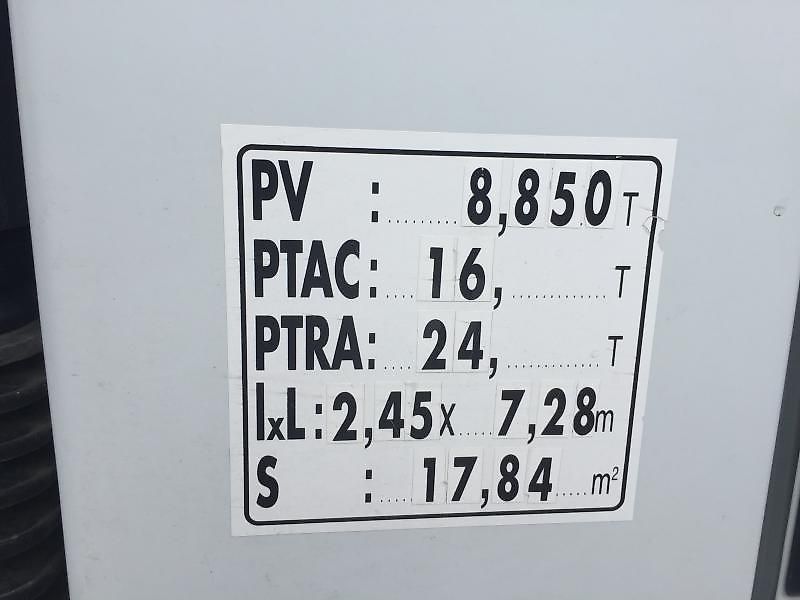 PV : ......... 8,850 T
PTAC: .... 16, ............. T
PTRA: .... 24, ............. T
lxL: 2,45 x ..... 7,28 m
S : ..... 17,84 ..... m²